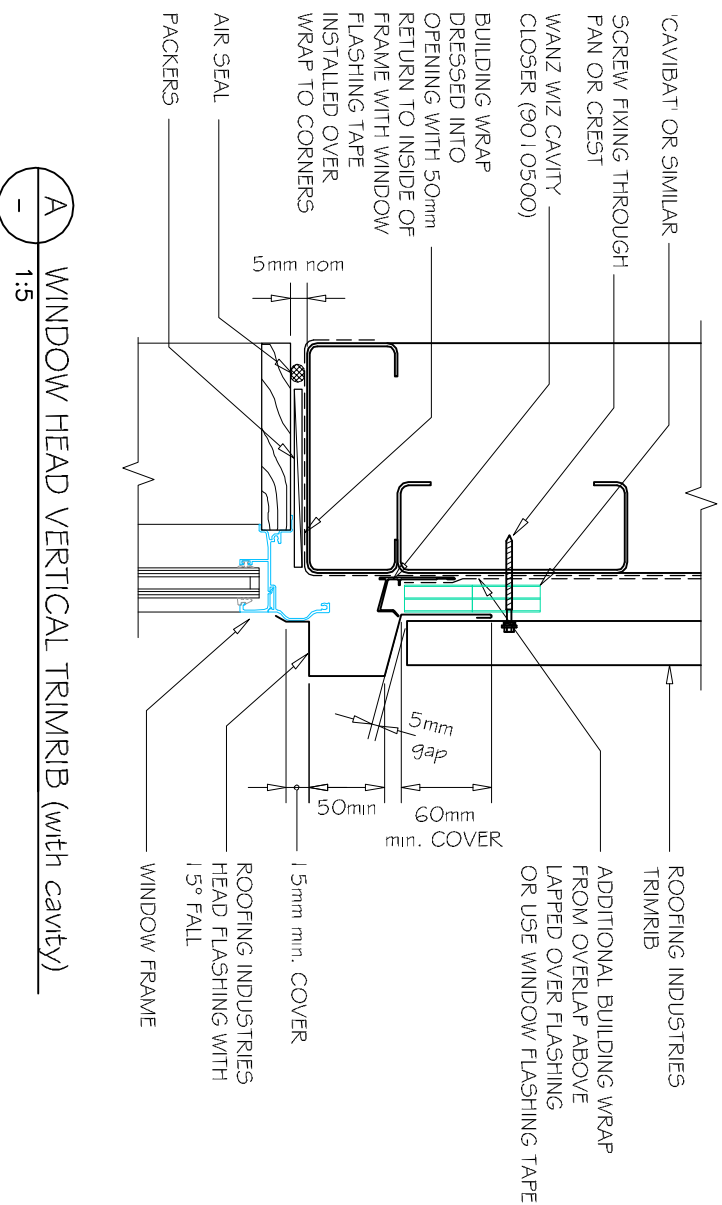 'CAVIBAT' OR SIMILAR
SCREW FIXING THROUGH
PAN OR CREST
WANZ WIZ CAVITY
CLOSER (9010500)
BUILDING WRAP
DRESSED INTO
OPENING WITH 50mm
RETURN TO INSIDE OF
FRAME WITH WINDOW
FLASHING TAPE
INSTALLED OVER
WRAP TO CORNERS
AIR SEAL
PACKERS
5mm nom
5mm
gap
50min
60mm
min. COVER
15mm min. COVER
ROOFING INDUSTRIES
TRIMRIB
ADDITIONAL BUILDING WRAP
FROM OVERLAP ABOVE
LAPPED OVER FLASHING
OR USE WINDOW FLASHING TAPE
ROOFING INDUSTRIES
HEAD FLASHING WITH
15° FALL
WINDOW FRAME
A
-
WINDOW HEAD VERTICAL TRIMRIB (with cavity)
1:5